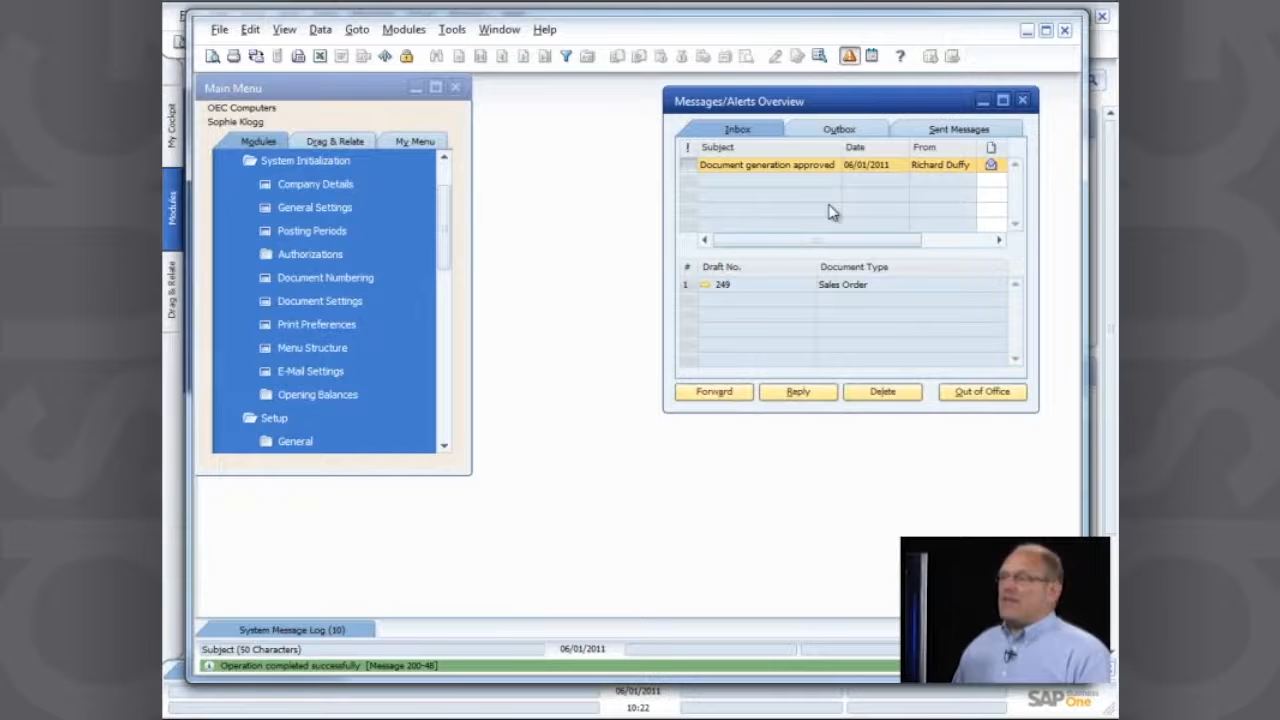 File Edit View Data Goto Modules Tools Window Help
Main Menu
OEC Computers
Sophie Klogg
Modules Drag & Relate My Menu
System Initialization
Company Details
General Settings
Posting Periods
Authorizations
Document Numbering
Document Settings
Print Preferences
Menu Structure
E-Mail Settings
Opening Balances
Setup
General
My Cockpit
Modules
Drag & Relate
Messages/Alerts Overview
Inbox Outbox Sent Messages
! Subject Date From
Document generation approved 06/01/2011 Richard Duffy
# Draft No. Document Type
1 249 Sales Order
Forward Reply Delete Out of Office
System Message Log (10)
Subject (50 Characters) 06/01/2011
Operation completed successfully [Message 200-48]
06/01/2011
10:22
SAP Business One